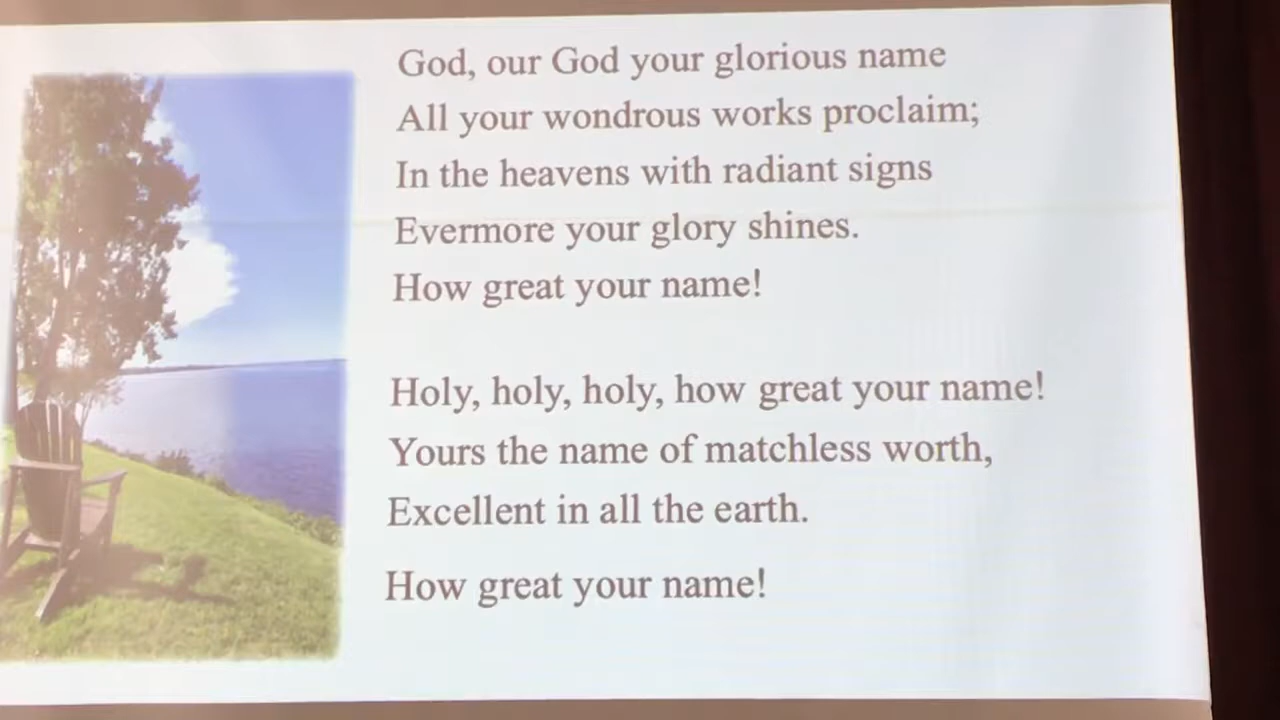 God, our God your glorious name
All your wondrous works proclaim;
In the heavens with radiant signs
Evermore your glory shines.
How great your name!
Holy, holy, holy, how great your name!
Yours the name of matchless worth,
Excellent in all the earth.
How great your name!